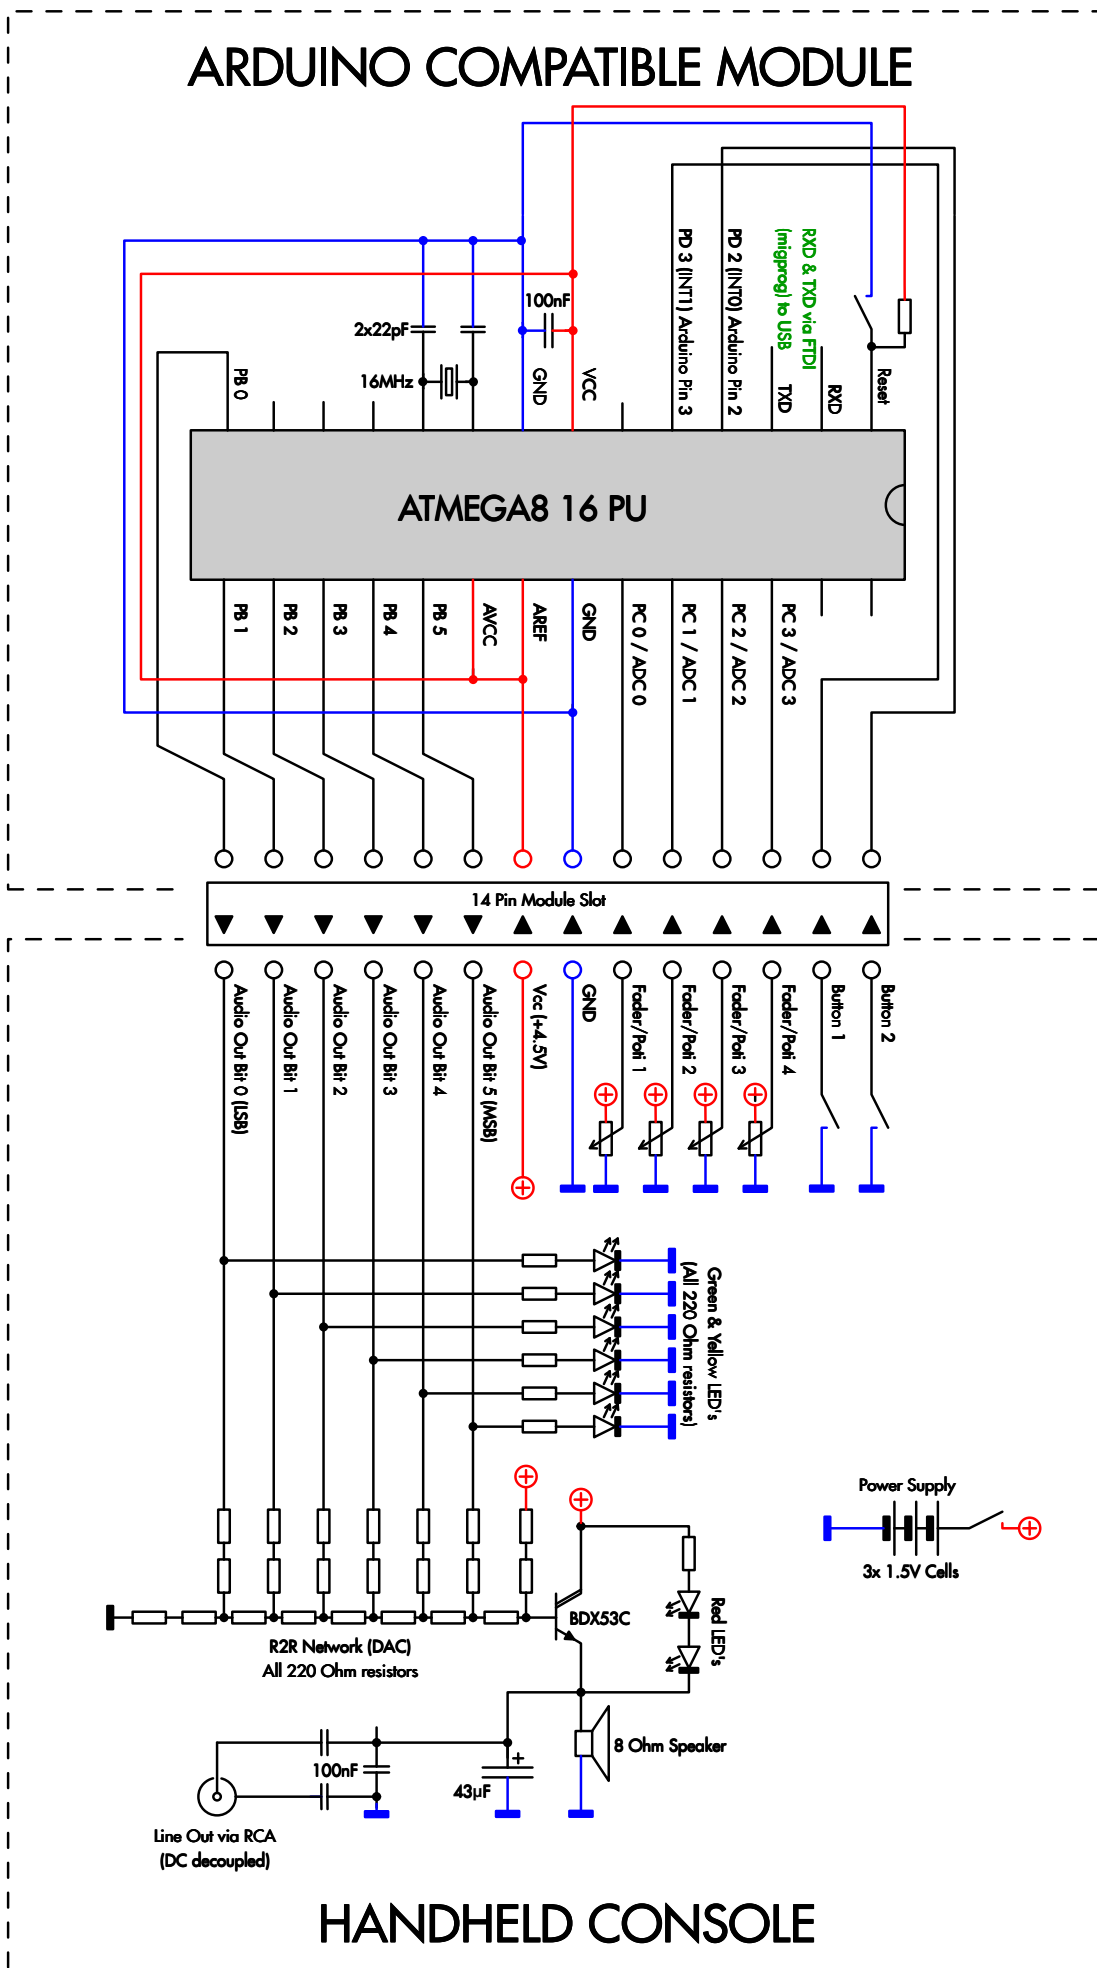 ARDUINO COMPATIBLE MODULE
PD 3 (INT1) Arduino Pin 3
PD 2 (INT0) Arduino Pin 2
RXD & TXD via FTDI
(migprog) to USB
100nF
2x22pF
16MHz
PB 0
GND
VCC
TXD
RXD
Reset
ATMEGA8 16 PU
PB 1
PB 2
PB 3
PB 4
PB 5
AVCC
AREF
GND
PC 0 / ADC 0
PC 1 / ADC 1
PC 2 / ADC 2
PC 3 / ADC 3
14 Pin Module Slot
Audio Out Bit 0 (LSB)
Audio Out Bit 1
Audio Out Bit 2
Audio Out Bit 3
Audio Out Bit 4
Audio Out Bit 5 (MSB)
Vcc (+4.5V)
GND
Fader/Poti 1
Fader/Poti 2
Fader/Poti 3
Fader/Poti 4
Button 1
Button 2
Green & Yellow LED's
(All 220 Ohm resistors)
Power Supply
3x 1.5V Cells
BDX53C
Red LED's
R2R Network (DAC)
All 220 Ohm resistors
8 Ohm Speaker
100nF
+
43µF
Line Out via RCA
(DC decoupled)
HANDHELD CONSOLE